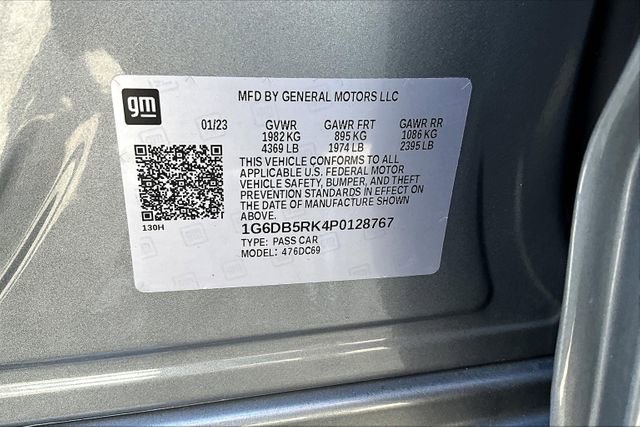 gm
MFD BY GENERAL MOTORS LLC
01/23 GVWR GAWR FRT GAWR RR
1982 KG 895 KG 1086 KG
4369 LB 1974 LB 2395 LB
THIS VEHICLE CONFORMS TO ALL
APPLICABLE U.S. FEDERAL MOTOR
VEHICLE SAFETY, BUMPER, AND THEFT
PREVENTION STANDARDS IN EFFECT ON
THE DATE OF MANUFACTURE SHOWN
ABOVE.
130H
1G6DB5RK4P0128767
TYPE: PASS CAR
MODEL: 476DC69